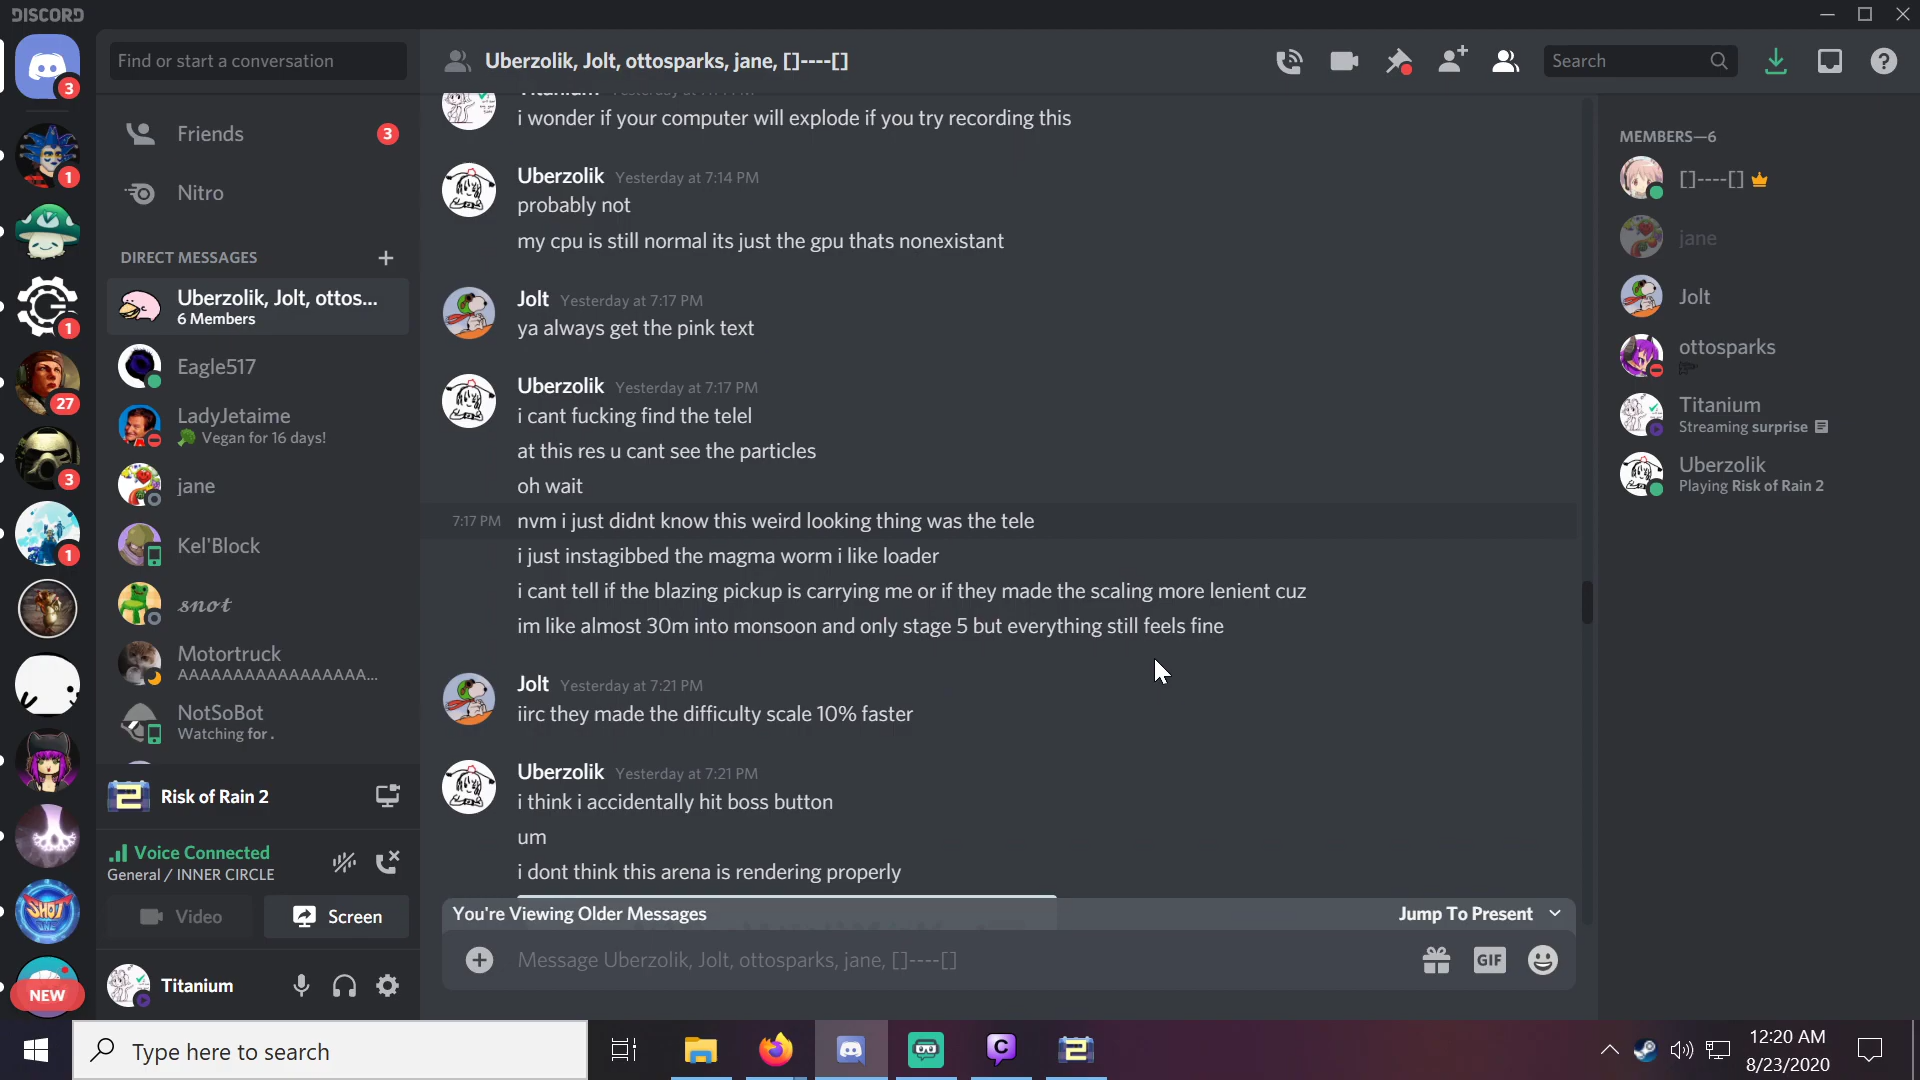 DISCORD
Find or start a conversation
Uberzolik, Jolt, ottosparks, jane, []----[]
Search
3
1
1
27
3
1
NEW
Friends
3
Nitro
DIRECT MESSAGES
Uberzolik, Jolt, ottos...
6 Members
Eagle517
LadyJetaime
Vegan for 16 days!
jane
Kel'Block
𝓼𝓷𝓸𝓽
Motortruck
AAAAAAAAAAAAAAAAA...
NotSoBot
Watching for .
Risk of Rain 2
Voice Connected
General / INNER CIRCLE
Video
Screen
Titanium
i wonder if your computer will explode if you try recording this
Uberzolik Yesterday at 7:14 PM
probably not
my cpu is still normal its just the gpu thats nonexistant
Jolt Yesterday at 7:17 PM
ya always get the pink text
Uberzolik Yesterday at 7:17 PM
i cant fucking find the telel
at this res u cant see the particles
oh wait
7:17 PM nvm i just didnt know this weird looking thing was the tele
i just instagibbed the magma worm i like loader
i cant tell if the blazing pickup is carrying me or if they made the scaling more lenient cuz
im like almost 30m into monsoon and only stage 5 but everything still feels fine
Jolt Yesterday at 7:21 PM
iirc they made the difficulty scale 10% faster
Uberzolik Yesterday at 7:21 PM
i think i accidentally hit boss button
um
i dont think this arena is rendering properly
You're Viewing Older Messages
Jump To Present
Message Uberzolik, Jolt, ottosparks, jane, []----[]
GIF
MEMBERS—6
[]----[]
jane
Jolt
ottosparks
Titanium
Streaming surprise
Uberzolik
Playing Risk of Rain 2
Type here to search
12:20 AM
8/23/2020